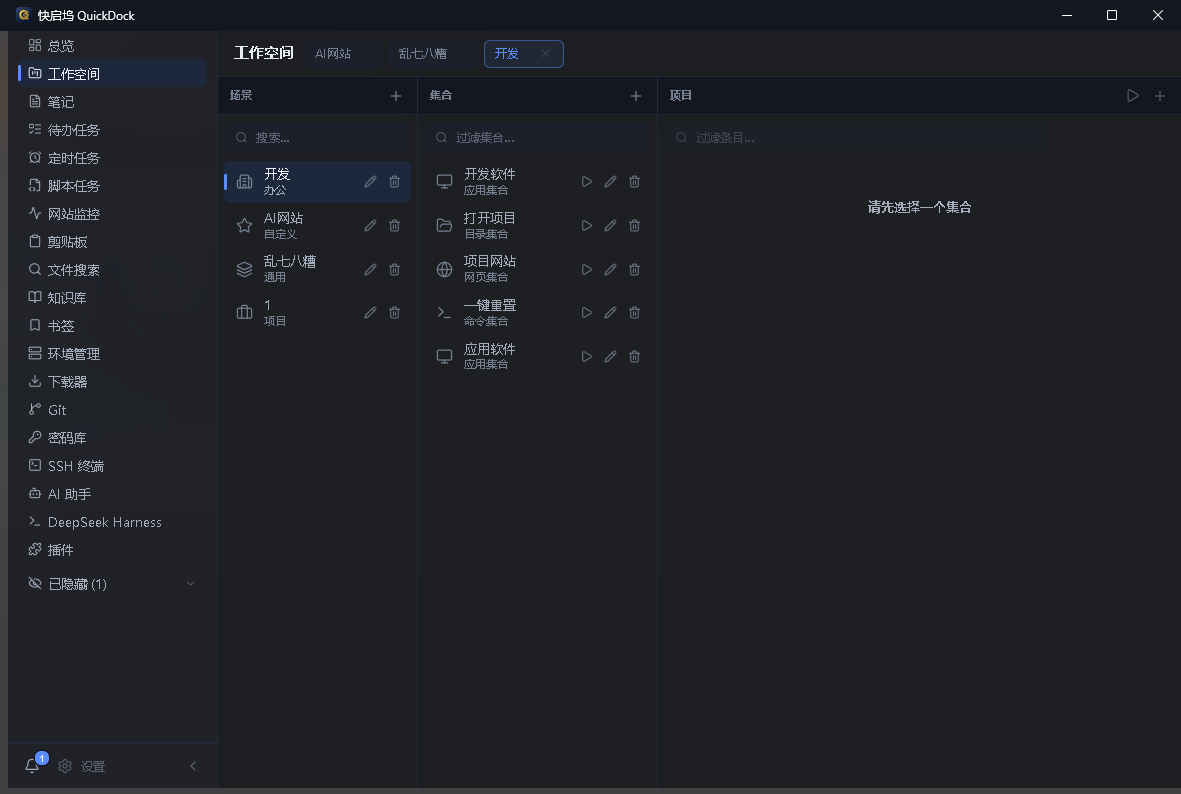 快启坞 QuickDock
总览
工作空间
笔记
待办任务
定时任务
脚本任务
网站监控
剪贴板
文件搜索
知识库
书签
环境管理
下载器
Git
密码库
SSH 终端
AI 助手
DeepSeek Harness
插件
已隐藏 (1)
1
设置
工作空间 AI网站 乱七八糟 开发
场景
搜索...
开发
办公
AI网站
自定义
乱七八糟
通用
1
项目
集合
过滤集合...
开发软件
应用集合
打开项目
目录集合
项目网站
网页集合
一键重置
命令集合
应用软件
应用集合
项目
过滤条目...
请先选择一个集合